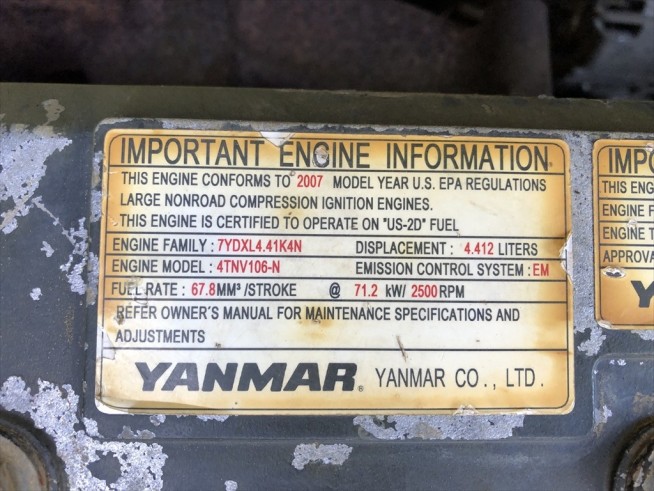 IMPORTANT ENGINE INFORMATION
THIS ENGINE CONFORMS TO 2007 MODEL YEAR U.S. EPA REGULATIONS
LARGE NONROAD COMPRESSION IGNITION ENGINES.
THIS ENGINE IS CERTIFIED TO OPERATE ON "US-2D" FUEL
ENGINE FAMILY : 7YDXL4.41K4N DISPLACEMENT : 4.412 LITERS
ENGINE MODEL : 4TNV106-N EMISSION CONTROL SYSTEM : EM
FUEL RATE : 67.8MM³ /STROKE @ 71.2 kW/ 2500 RPM
REFER OWNER'S MANUAL FOR MAINTENANCE SPECIFICATIONS AND
ADJUSTMENTS
YANMAR® YANMAR CO., LTD.
THIS EN
ENGINE F
ENGINE T
APPROVA